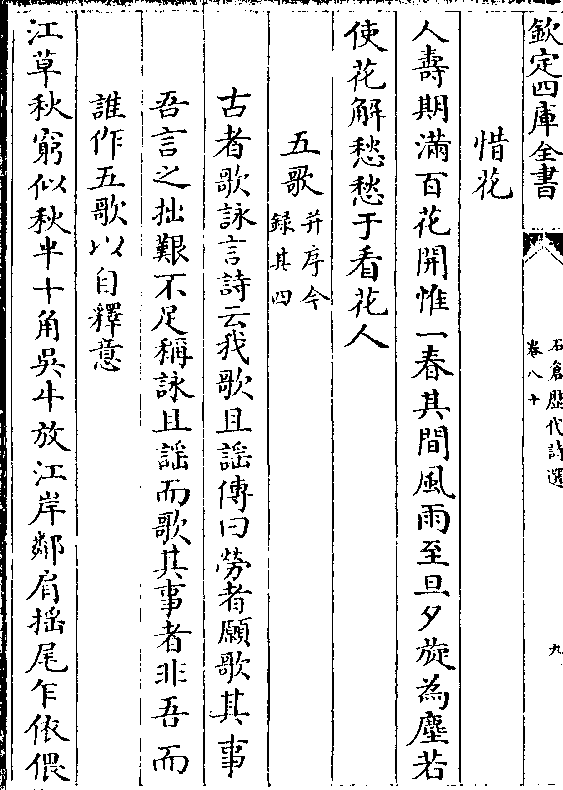 欽定四庫全書
石倉歷代詩選
卷八十
九
惜花
人壽期滿百花開惟一春其間風雨至旦夕旋為塵若
使花解愁愁于看花人
五歌
并序今
録其四
古者歌詠言詩云我歌且謡傳曰勞者願歌其事
吾言之拙艱不足稱詠且謡而歌其事者非吾而
誰作五歌以自釋意
江草秋窮似秋半十角吳牛放江岸鄰肩摇尾乍依偎